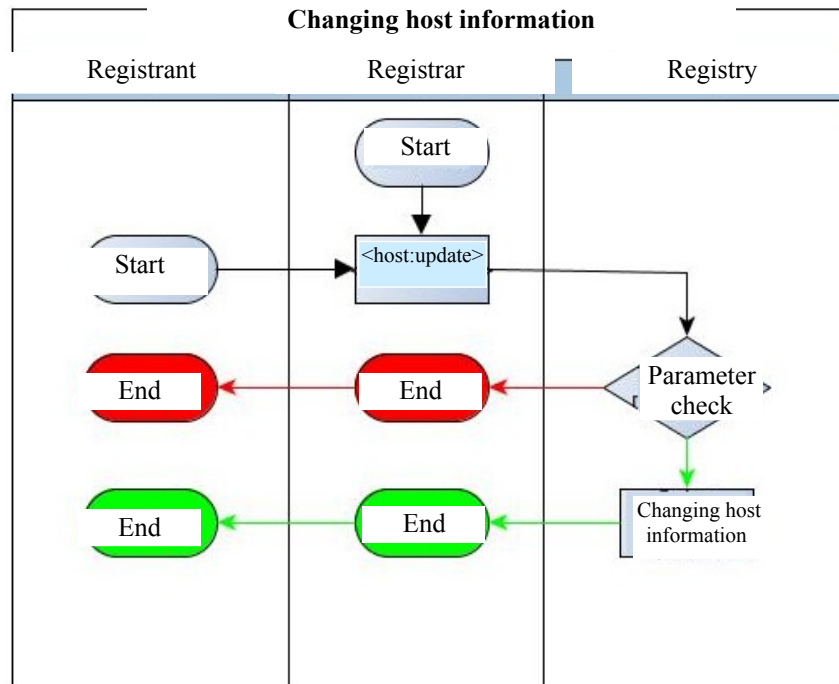 Changing host information
Registrant
Registrar
Registry
Start
Start
<host:update>
End
End
Parameter
check
End
End
Changing host
information